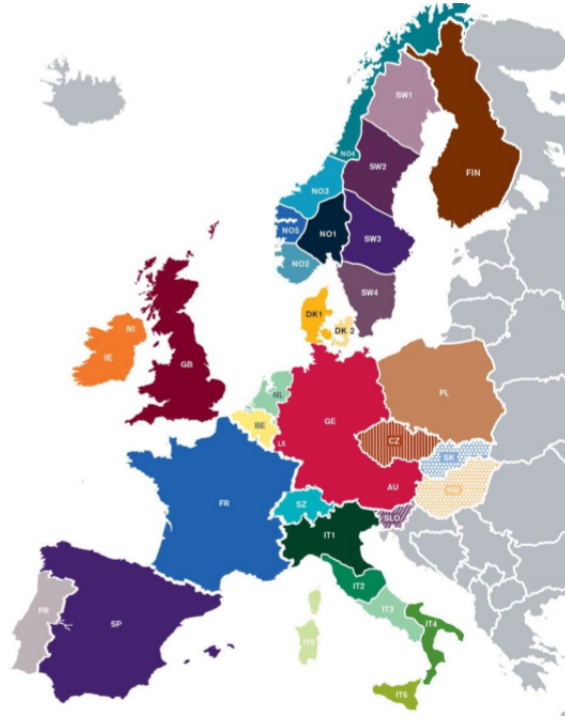 SW1
NO4
SW2
FIN
NO3
NO5
NO1
SW3
NO2
SW4
DK1
DK 2
NI
IE
GB
NL
BE
GE
PL
LX
CZ
SK
AU
HU
FR
SZ
SLO
IT1
IT2
IT3
PR
SP
IT5
IT4
IT6